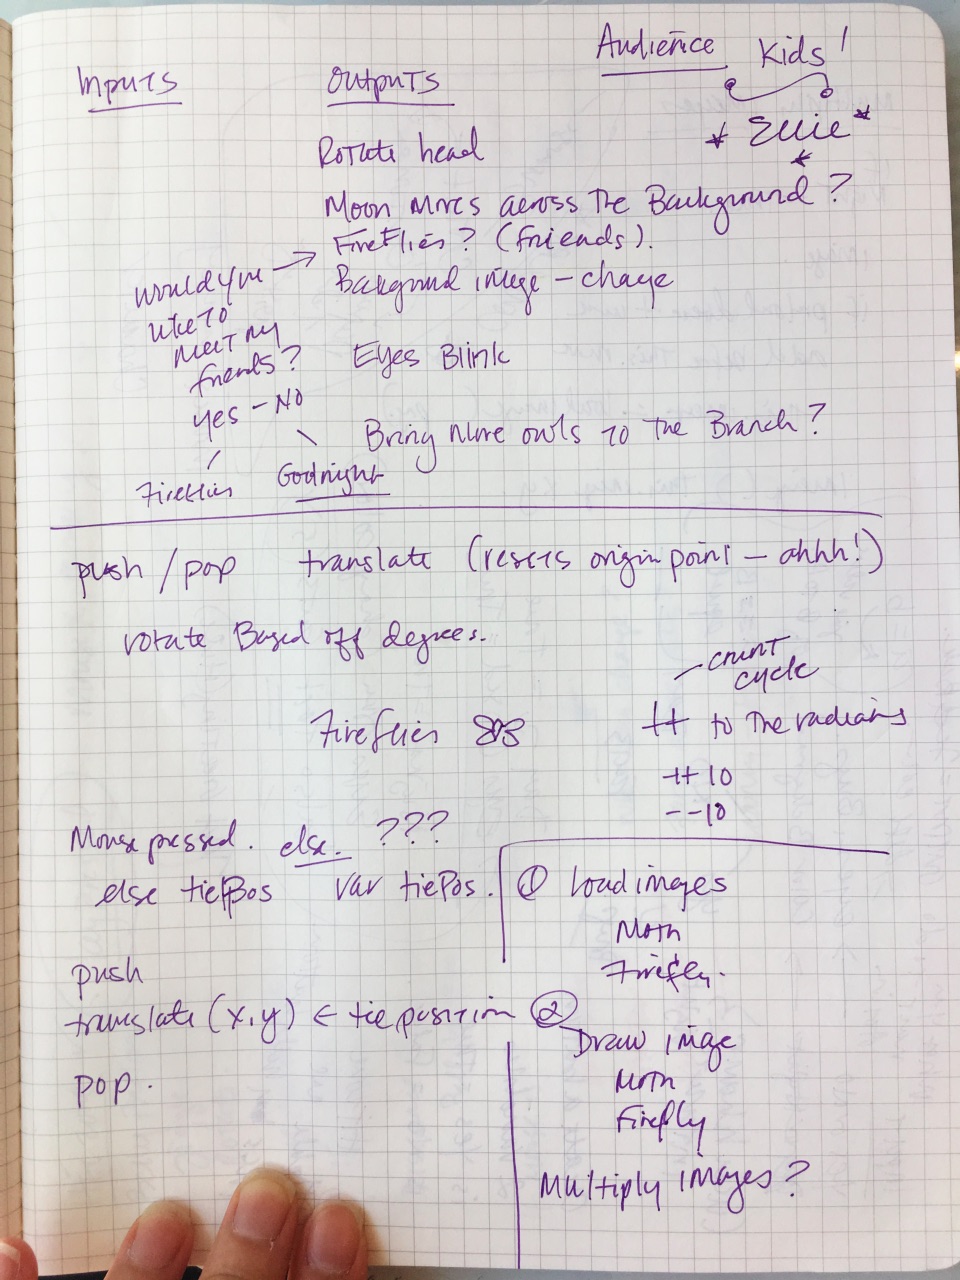 Inputs
Outputs
Audience
Kids!
* Ellie *
*
Rotate head
Moon moves across the Background?
Fireflies? (friends).
Background image - change
would you
like to
meet my
friends?
yes - No
Fireflies
Goodnight
Eyes Blink
Bring more owls to the Branch?
push / pop translate (resets origin point - ahhh!)
rotate Based off degrees.
count
cycle
Fireflies
++ to the radians
++ 10
-- 10
Mouse pressed. else. ???
else tiePos var tiePos.
push
translate (x,y) ← tie position
pop.
① Load images
Moth
Firefly.
②
Draw image
Moth
Firefly
Multiply images?